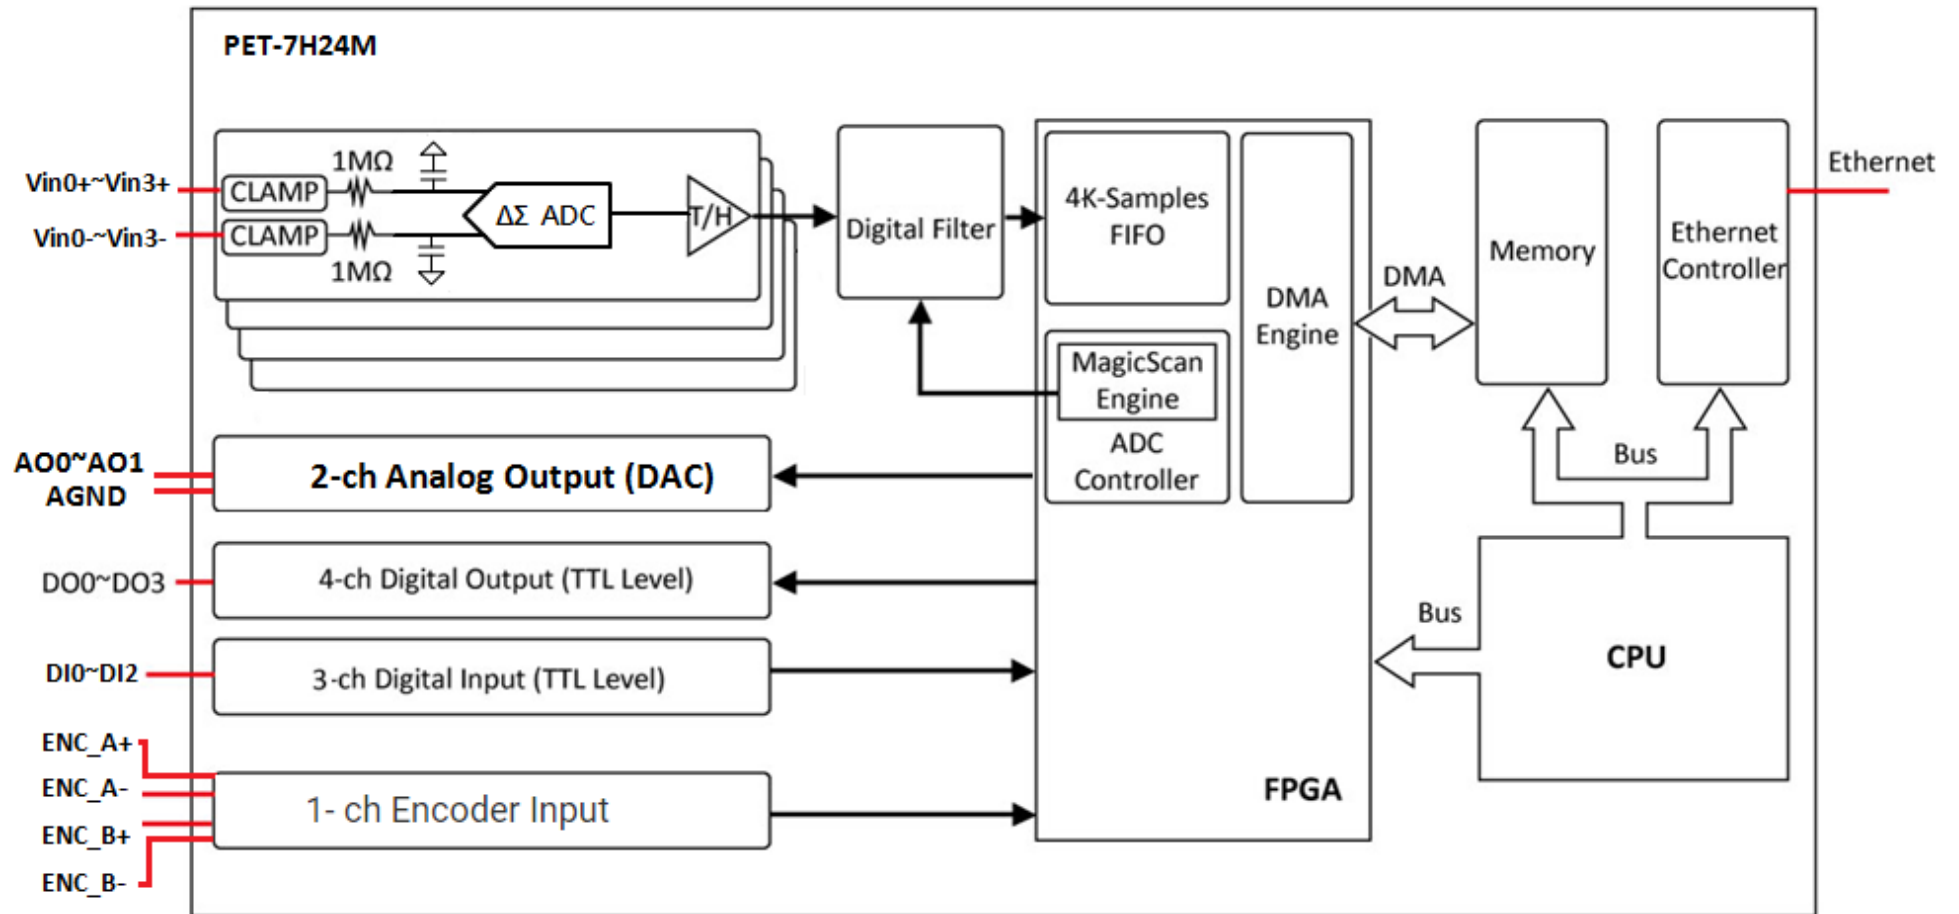 PET-7H24M
Vin0+~Vin3+
Vin0-~Vin3-
CLAMP
CLAMP
1MΩ
1MΩ
ΔΣ ADC
T/H
Digital Filter
4K-Samples
FIFO
MagicScan
Engine
ADC
Controller
DMA
Engine
DMA
Memory
Ethernet
Controller
Ethernet
Bus
Bus
CPU
FPGA
AO0~AO1
AGND
2-ch Analog Output (DAC)
DO0~DO3
4-ch Digital Output (TTL Level)
DI0~DI2
3-ch Digital Input (TTL Level)
ENC_A+
ENC_A-
ENC_B+
ENC_B-
1- ch Encoder Input